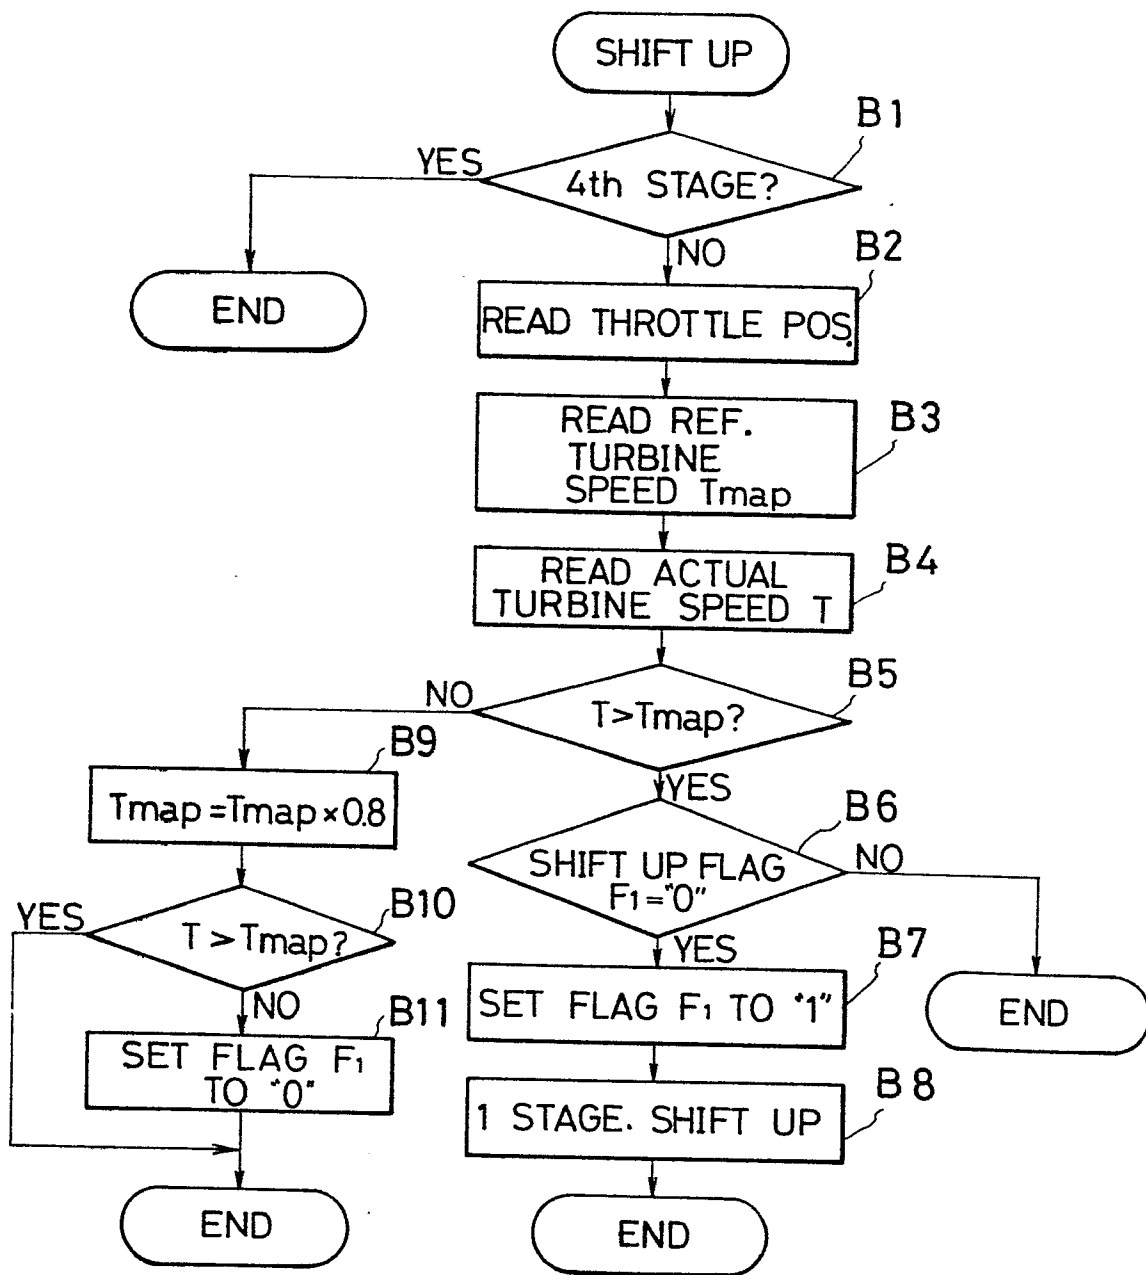 SHIFT UP
B1
YES
4th STAGE?
NO
B2
END
READ THROTTLE POS.
READ REF.
TURBINE
SPEED Tmap
B3
B4
READ ACTUAL
TURBINE SPEED T
B5
NO
T>Tmap?
B9
YES
Tmap=Tmap×0.8
B6
SHIFT UP FLAG
F1="0"
NO
YES
B10
T>Tmap?
YES
B7
NO
B11
SET FLAG F1 TO "1"
END
SET FLAG F1
TO "0"
B8
1 STAGE. SHIFT UP
END
END